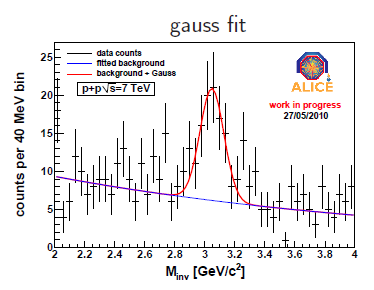 gauss fit
data counts
fitted background
background + Gauss
p+p√s=7 TeV
ALICE
work in progress
27/05/2010
counts per 40 MeV bin
25
20
15
10
5
0
2 2.2 2.4 2.6 2.8 3 3.2 3.4 3.6 3.8 4
M_inv [GeV/c²]